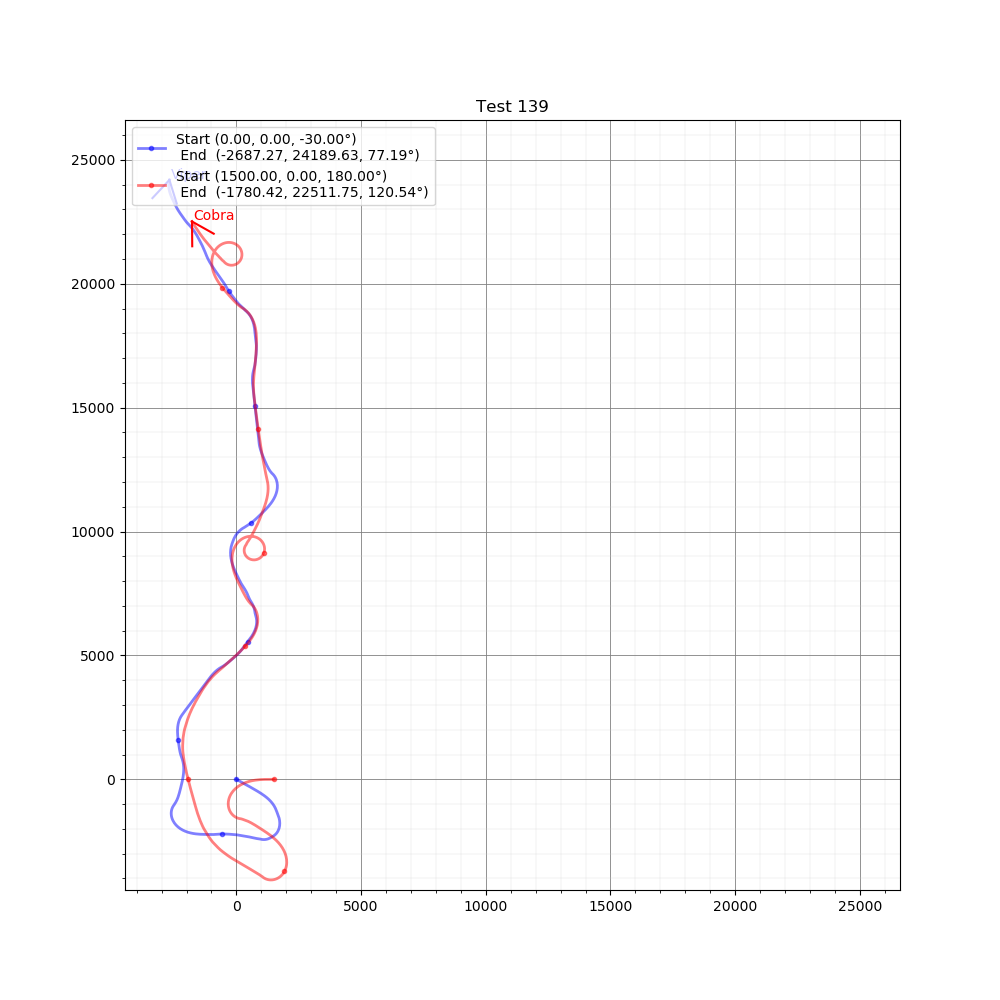 Test 139
Start (0.00, 0.00, -30.00°)
End (-2687.27, 24189.63, 77.19°)
Start (1500.00, 0.00, 180.00°)
End (-1780.42, 22511.75, 120.54°)
Cobra
25000
20000
15000
10000
5000
0
0 5000 10000 15000 20000 25000